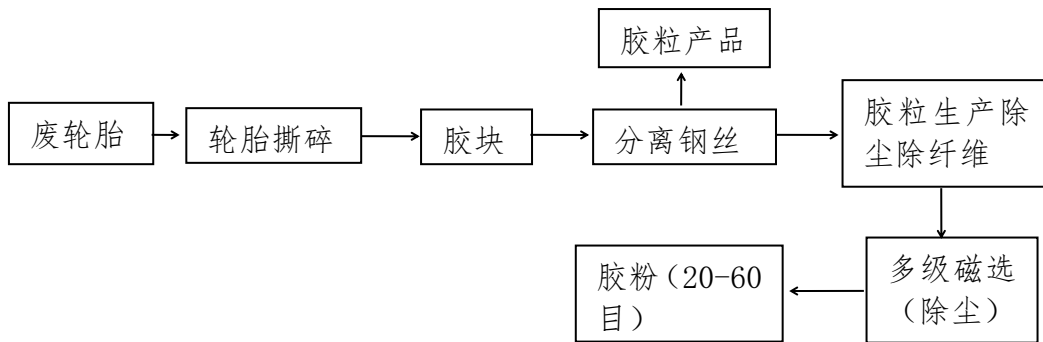 胶粒产品
废轮胎
轮胎撕碎
胶块
分离钢丝
胶粒生产除
尘除纤维
多级磁选
（除尘）
胶粉（20-60
目）